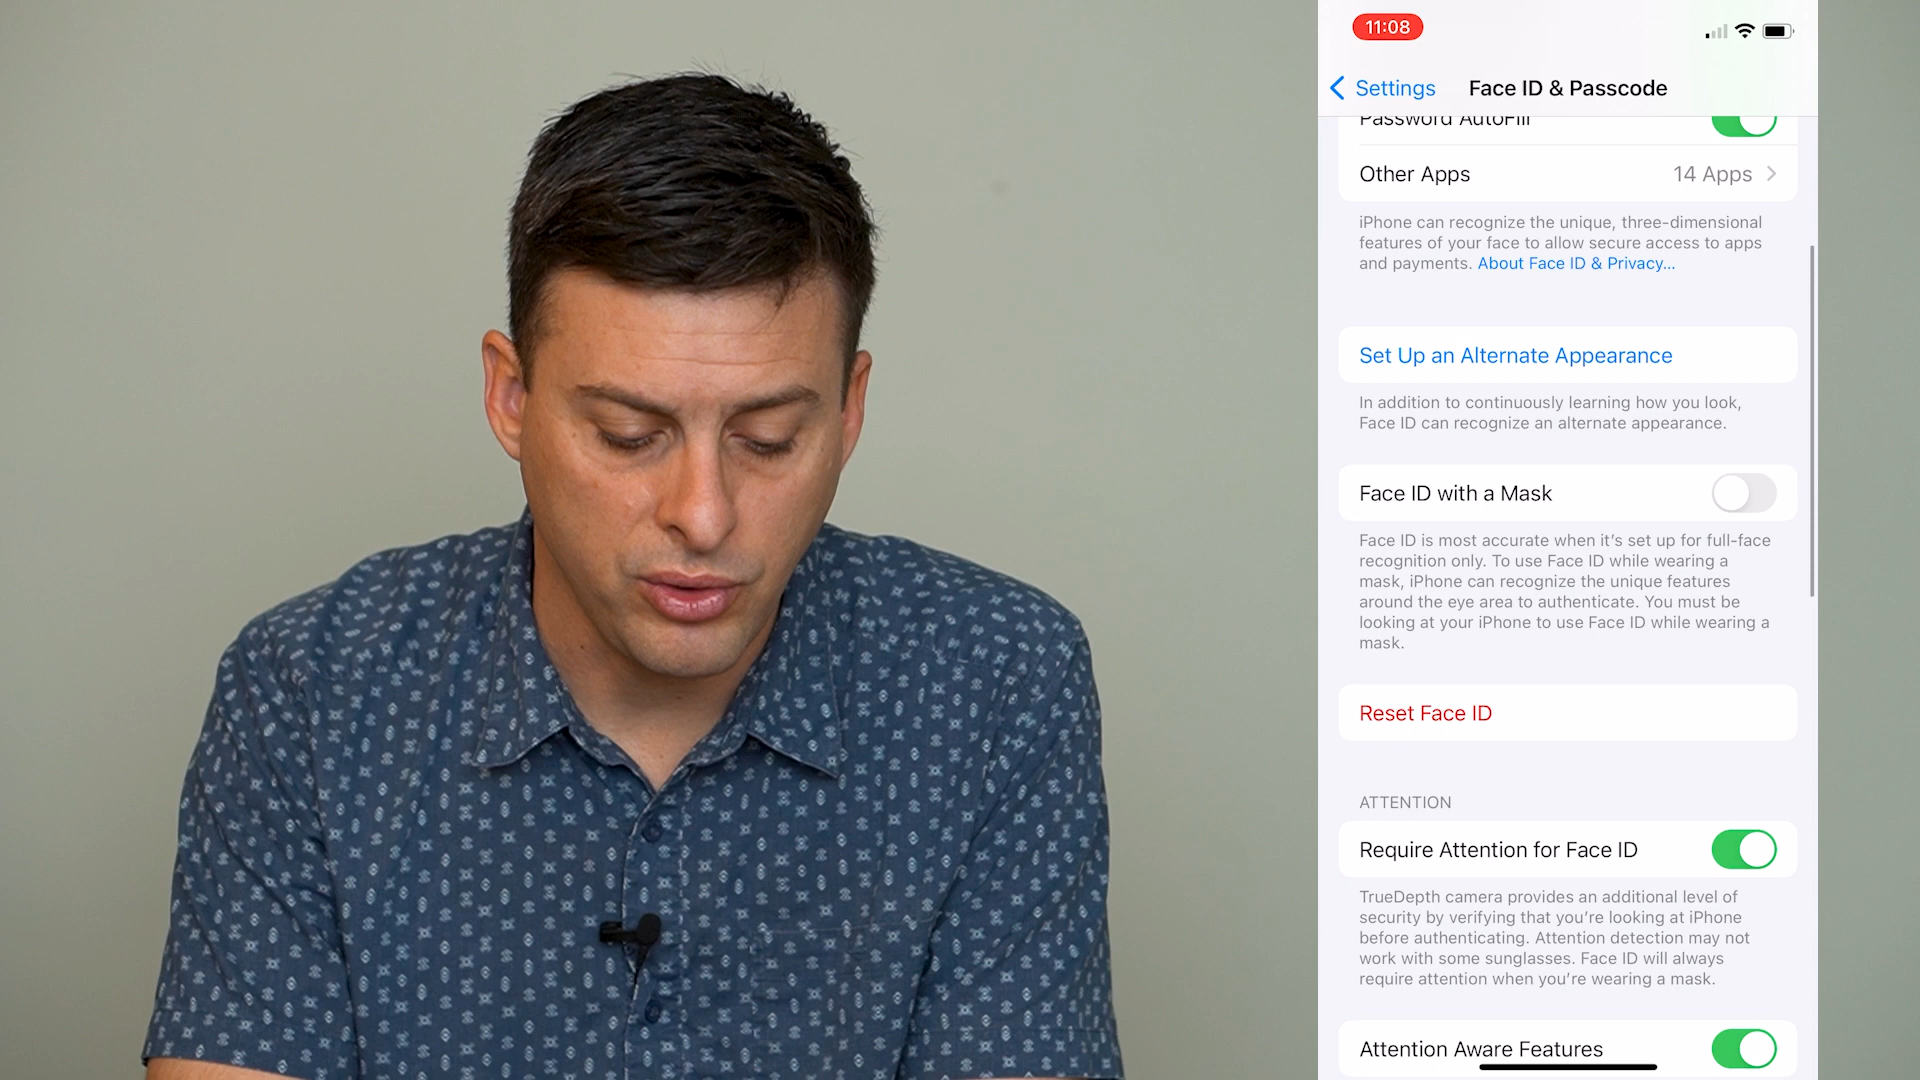 11:08
Settings
Face ID & Passcode
Password AutoFill
Other Apps
14 Apps
iPhone can recognize the unique, three-dimensional
features of your face to allow secure access to apps
and payments. About Face ID & Privacy...
Set Up an Alternate Appearance
In addition to continuously learning how you look,
Face ID can recognize an alternate appearance.
Face ID with a Mask
Face ID is most accurate when it's set up for full-face
recognition only. To use Face ID while wearing a
mask, iPhone can recognize the unique features
around the eye area to authenticate. You must be
looking at your iPhone to use Face ID while wearing a
mask.
Reset Face ID
ATTENTION
Require Attention for Face ID
TrueDepth camera provides an additional level of
security by verifying that you're looking at iPhone
before authenticating. Attention detection may not
work with some sunglasses. Face ID will always
require attention when you're wearing a mask.
Attention Aware Features